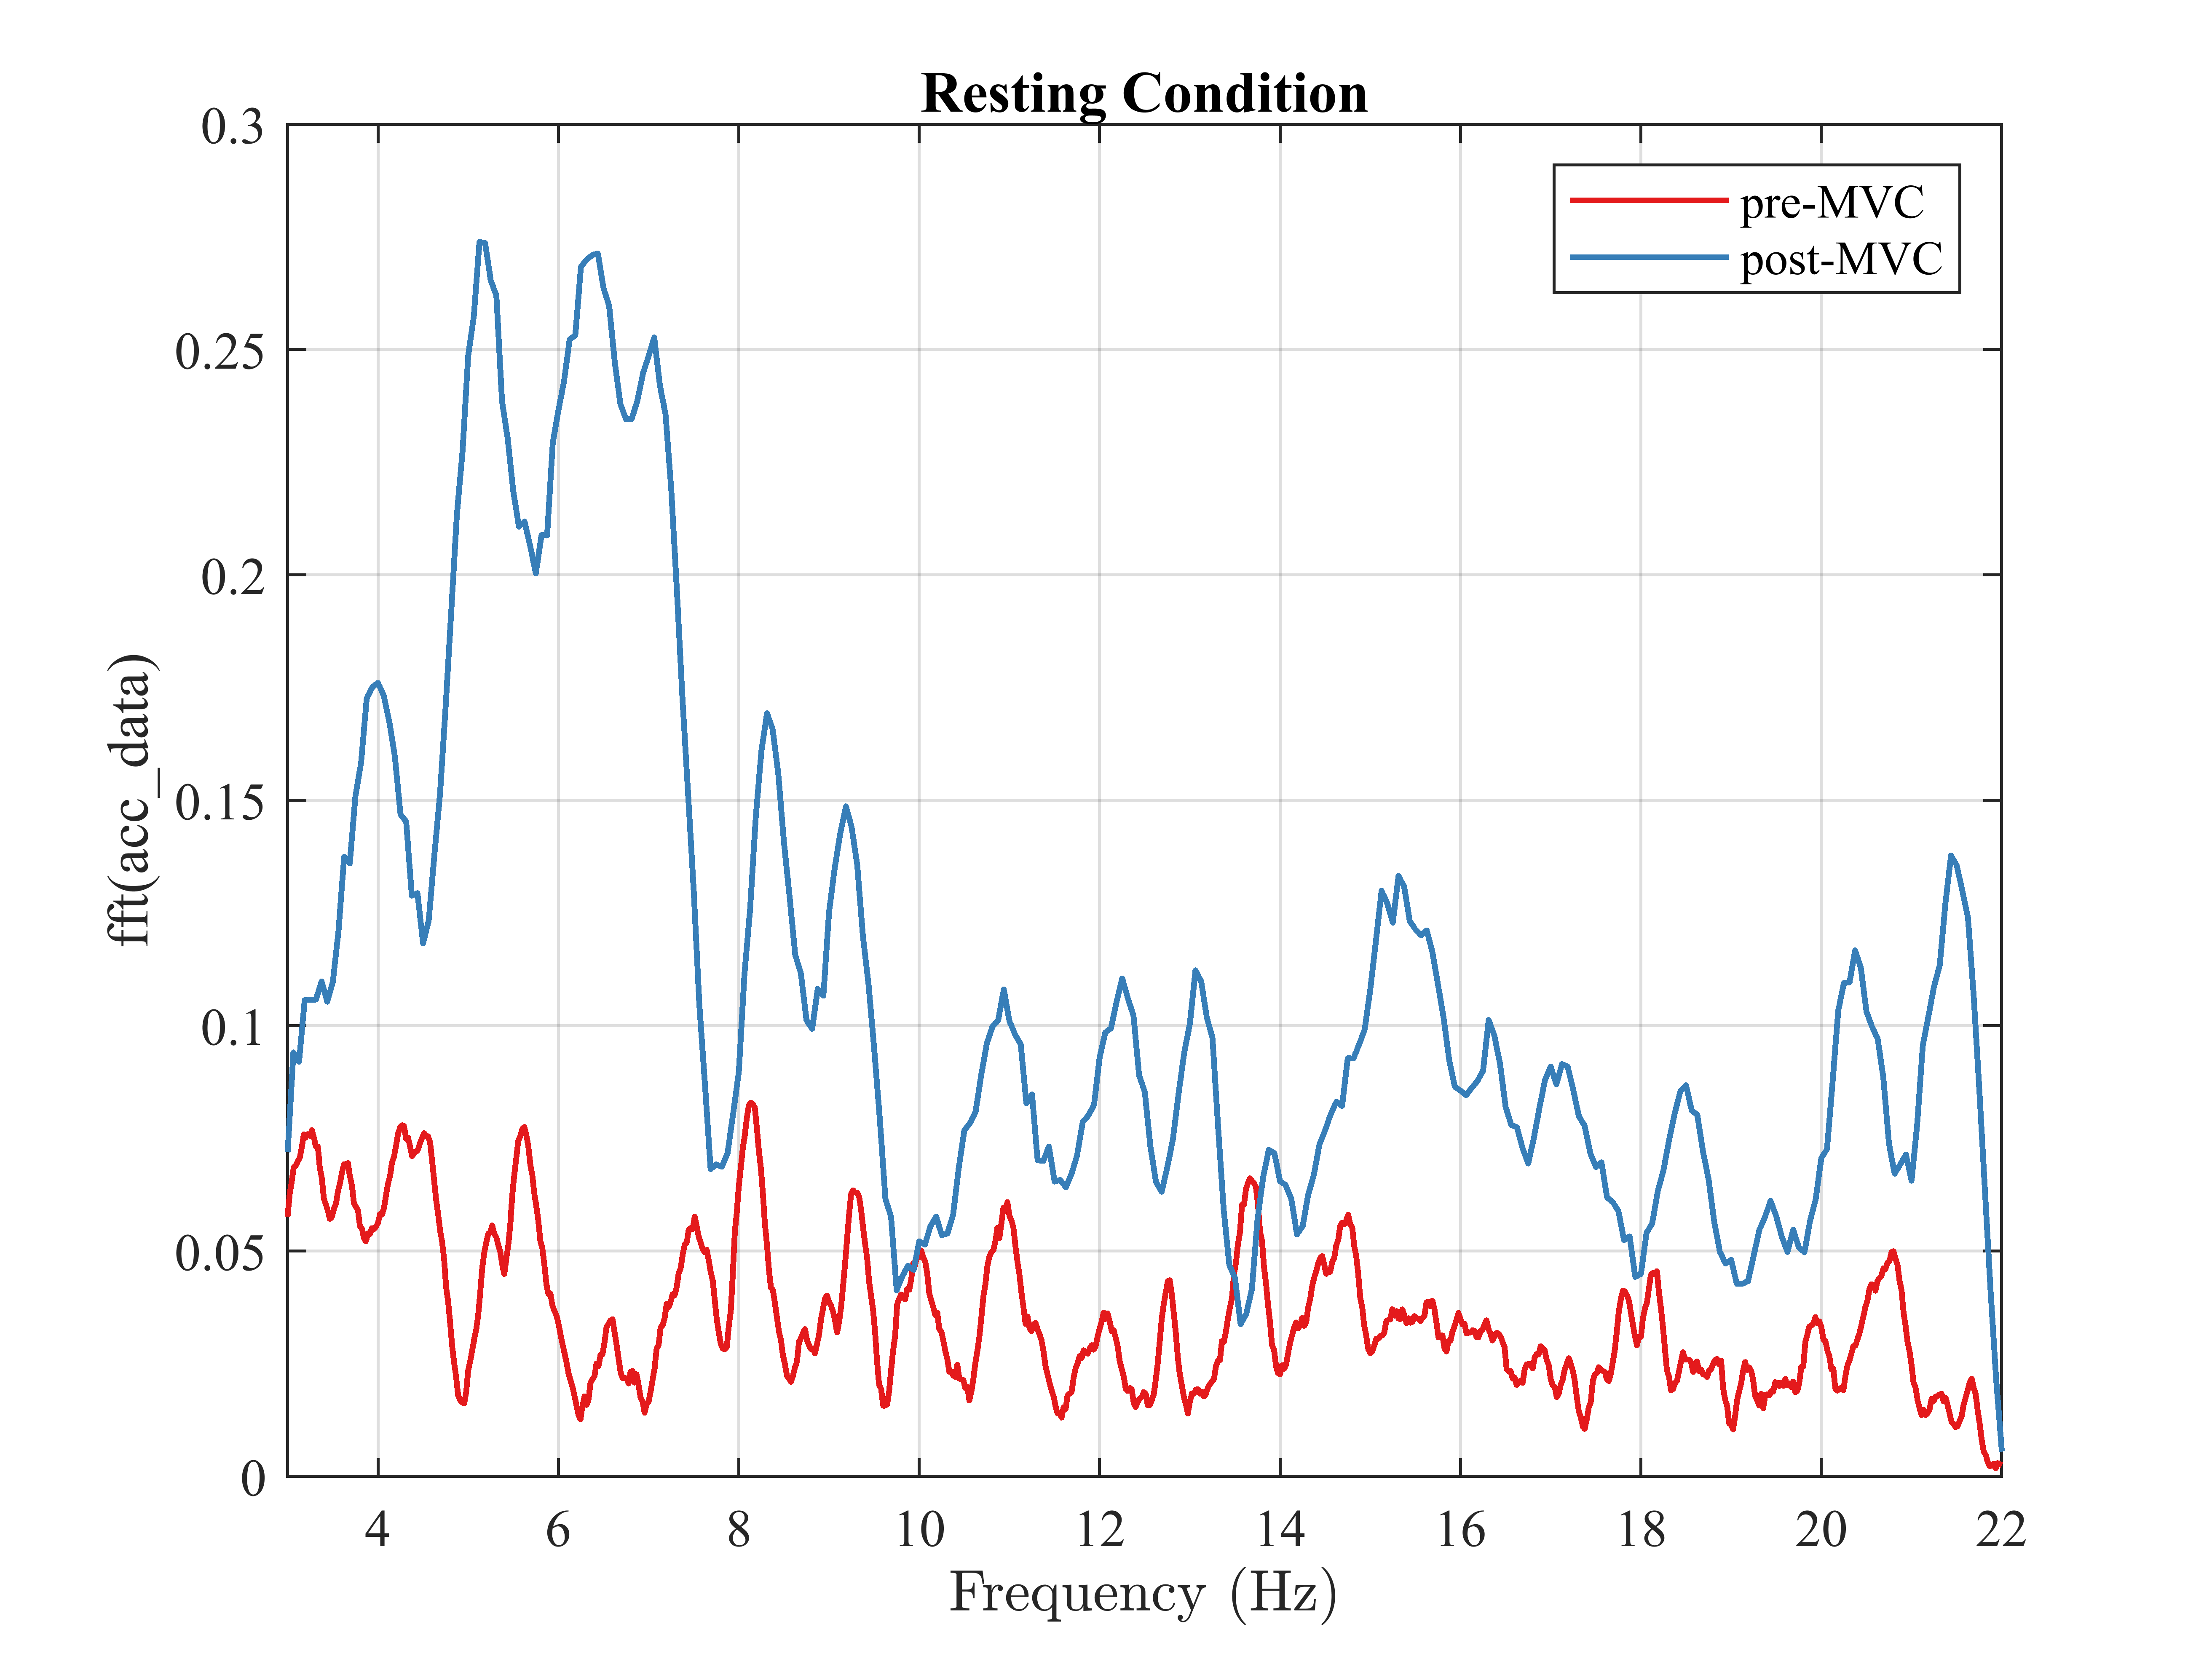 Resting Condition
0.3
0.25
0.2
0.15
0.1
0.05
0
fft(acc_data)
pre-MVC
post-MVC
4 6 8 10 12 14 16 18 20 22
Frequency (Hz)